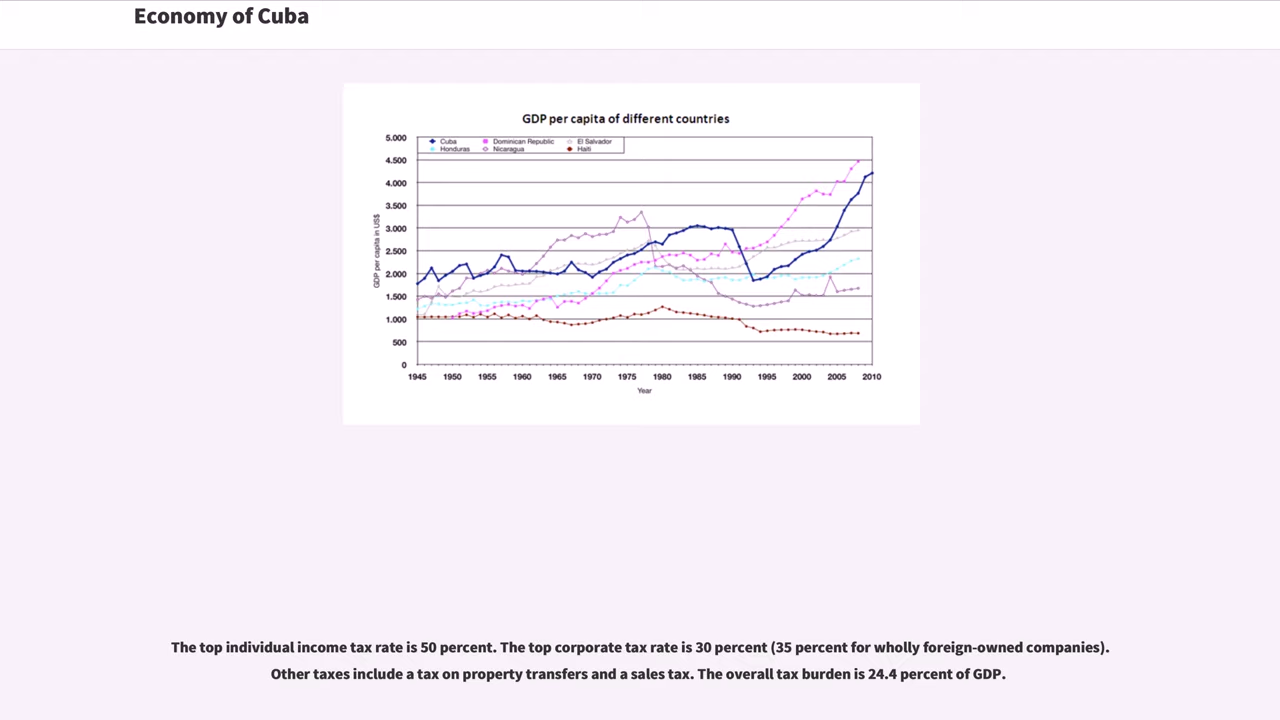 Economy of Cuba
GDP per capita of different countries
Cuba Dominican Republic El Salvador
Honduras Nicaragua Haiti
5.000
4.500
4.000
3.500
3.000
2.500
2.000
1.500
1.000
500
0
GDP per capita in US$
1945 1950 1955 1960 1965 1970 1975 1980 1985 1990 1995 2000 2005 2010
Year
The top individual income tax rate is 50 percent. The top corporate tax rate is 30 percent (35 percent for wholly foreign-owned companies).
Other taxes include a tax on property transfers and a sales tax. The overall tax burden is 24.4 percent of GDP.